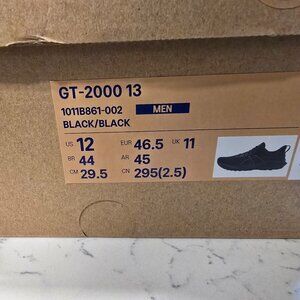 GT-2000 13
1011B861-002 MEN
BLACK/BLACK
US 12 EUR 46.5 UK 11
BR 44 AR 45
CM 29.5 CN 295(2.5)